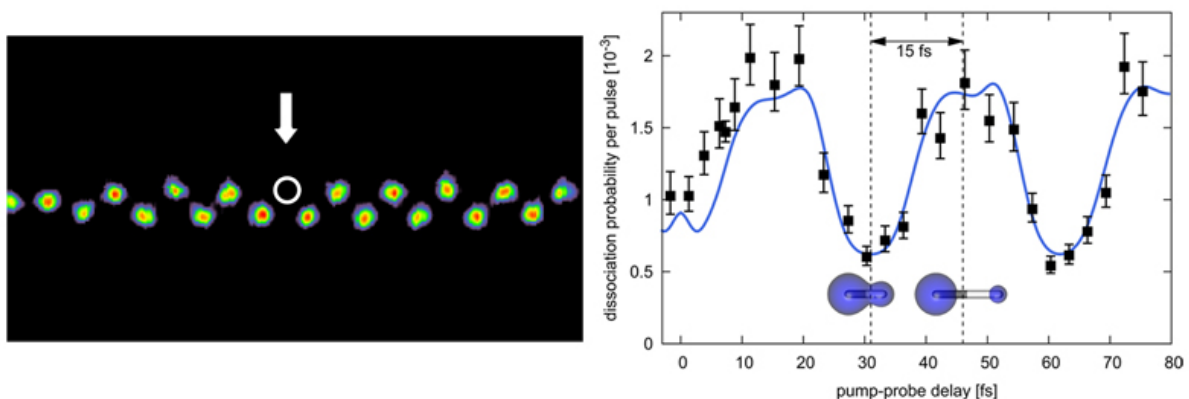 dissociation probability per pulse [10⁻³]
2
1.5
1
0.5
0
15 fs
0 10 20 30 40 50 60 70 80
pump-probe delay [fs]